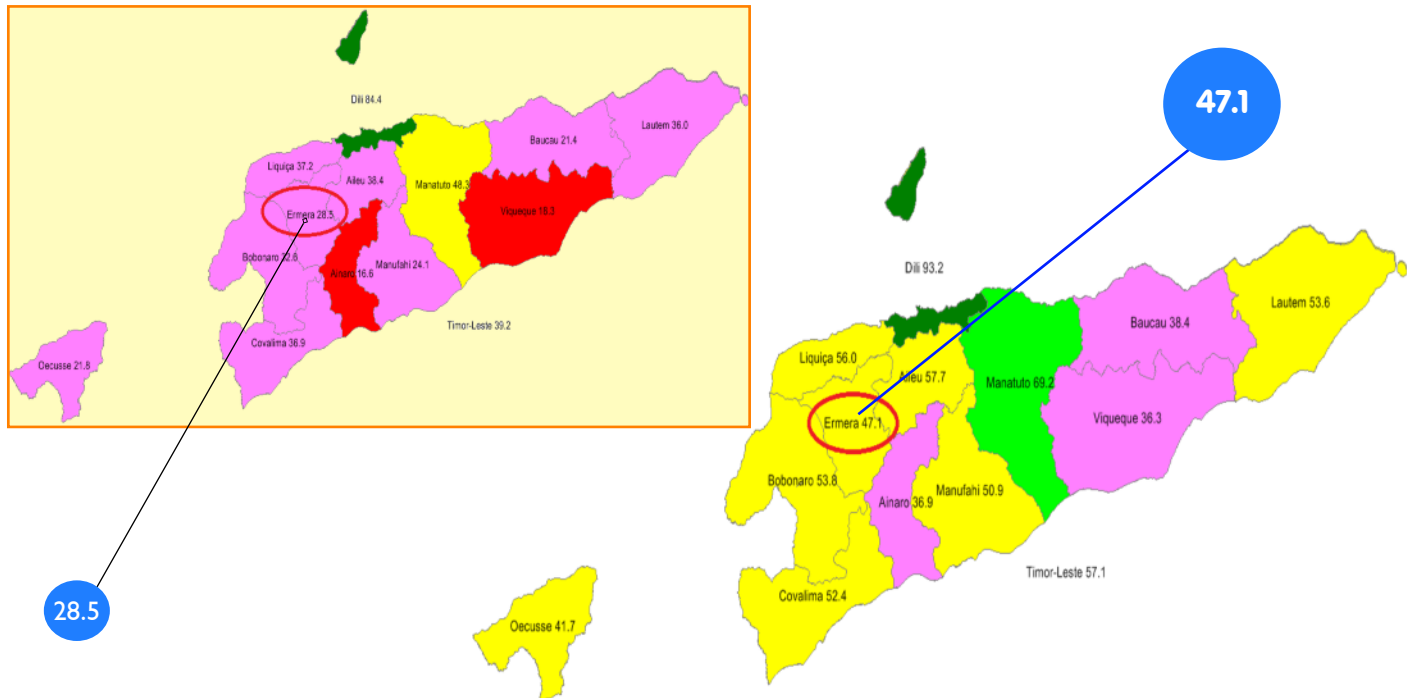 Dili 84.4
Lautem 36.0
Baucau 21.4
Liquiça 37.2
Aileu 38.4
Manatuto 48.3
Viqueque 18.3
Ermera 28.5
Bobonaro 32.8
Ainaro 16.6
Manufahi 24.1
Timor-Leste 39.2
Covalima 36.9
Oecusse 21.8
28.5
47.1
Dili 93.2
Lautem 53.6
Baucau 38.4
Liquiça 56.0
Aileu 57.7
Manatuto 69.2
Viqueque 36.3
Ermera 47.1
Bobonaro 53.8
Manufahi 50.9
Ainaro 36.9
Timor-Leste 57.1
Covalima 52.4
Oecusse 41.7